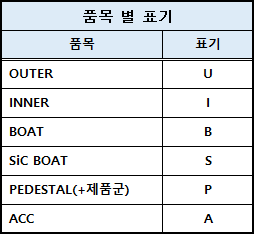 품목 별 표기
품목 표기
OUTER U
INNER I
BOAT B
SiC BOAT S
PEDESTAL(+제품군) P
ACC A